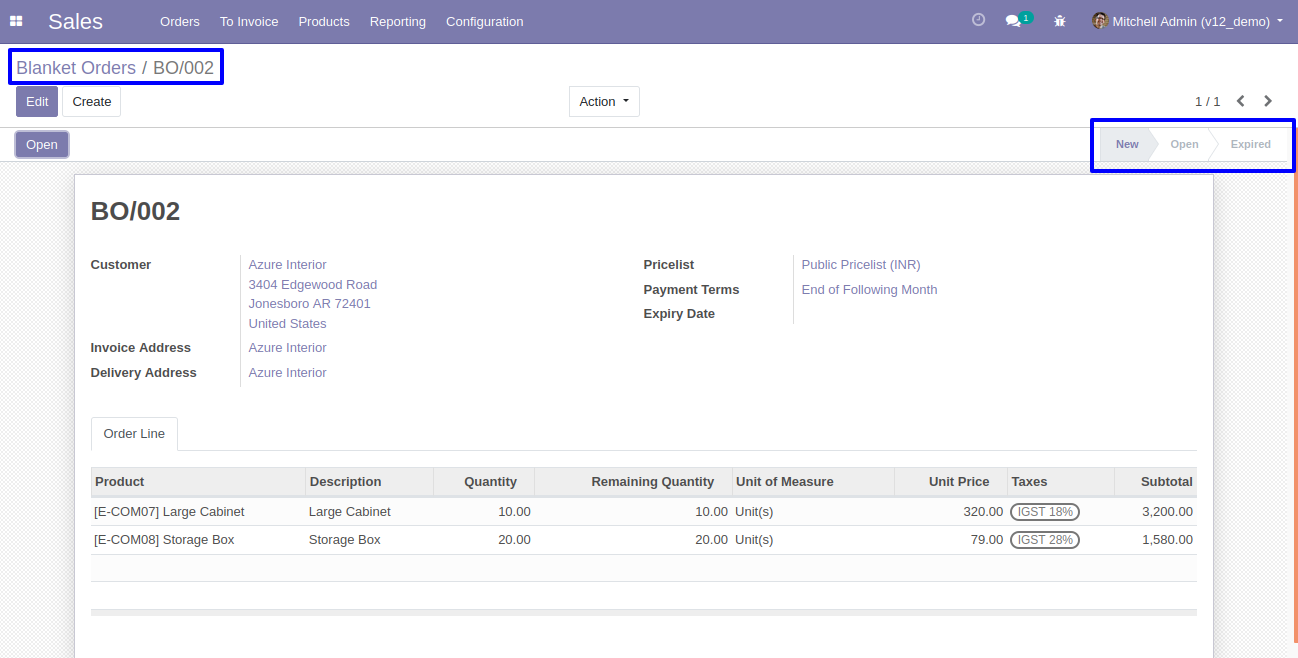 Sales Orders To Invoice Products Reporting Configuration 1 Mitchell Admin (v12_demo)
Blanket Orders / BO/002
Edit Create Action 1 / 1
Open New Open Expired
BO/002
Customer Azure Interior Pricelist Public Pricelist (INR)
3404 Edgewood Road Payment Terms End of Following Month
Jonesboro AR 72401 Expiry Date
United States
Invoice Address Azure Interior
Delivery Address Azure Interior
Order Line
Product Description Quantity Remaining Quantity Unit of Measure Unit Price Taxes Subtotal
[E-COM07] Large Cabinet Large Cabinet 10.00 10.00 Unit(s) 320.00 IGST 18% 3,200.00
[E-COM08] Storage Box Storage Box 20.00 20.00 Unit(s) 79.00 IGST 28% 1,580.00